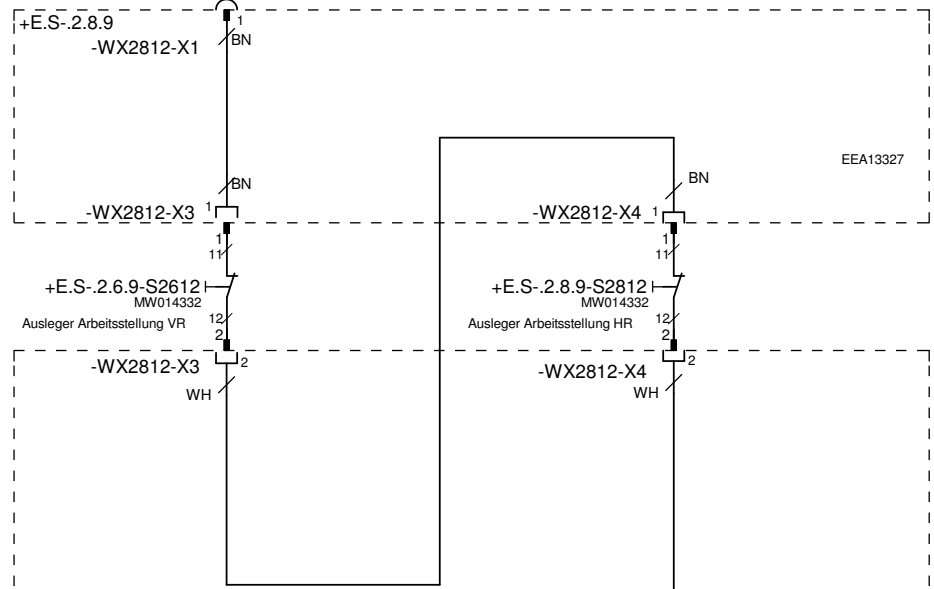 +E.S-.2.8.9
1
-WX2812-X1
BN
EEA13327
BN
BN
-WX2812-X3
1
-WX2812-X4
1
1
11
1
11
+E.S-.2.6.9-S2612
MW014332
+E.S-.2.8.9-S2812
MW014332
Ausleger Arbeitsstellung VR
12
Ausleger Arbeitsstellung HR
12
2
2
-WX2812-X3
2
-WX2812-X4
2
WH
WH